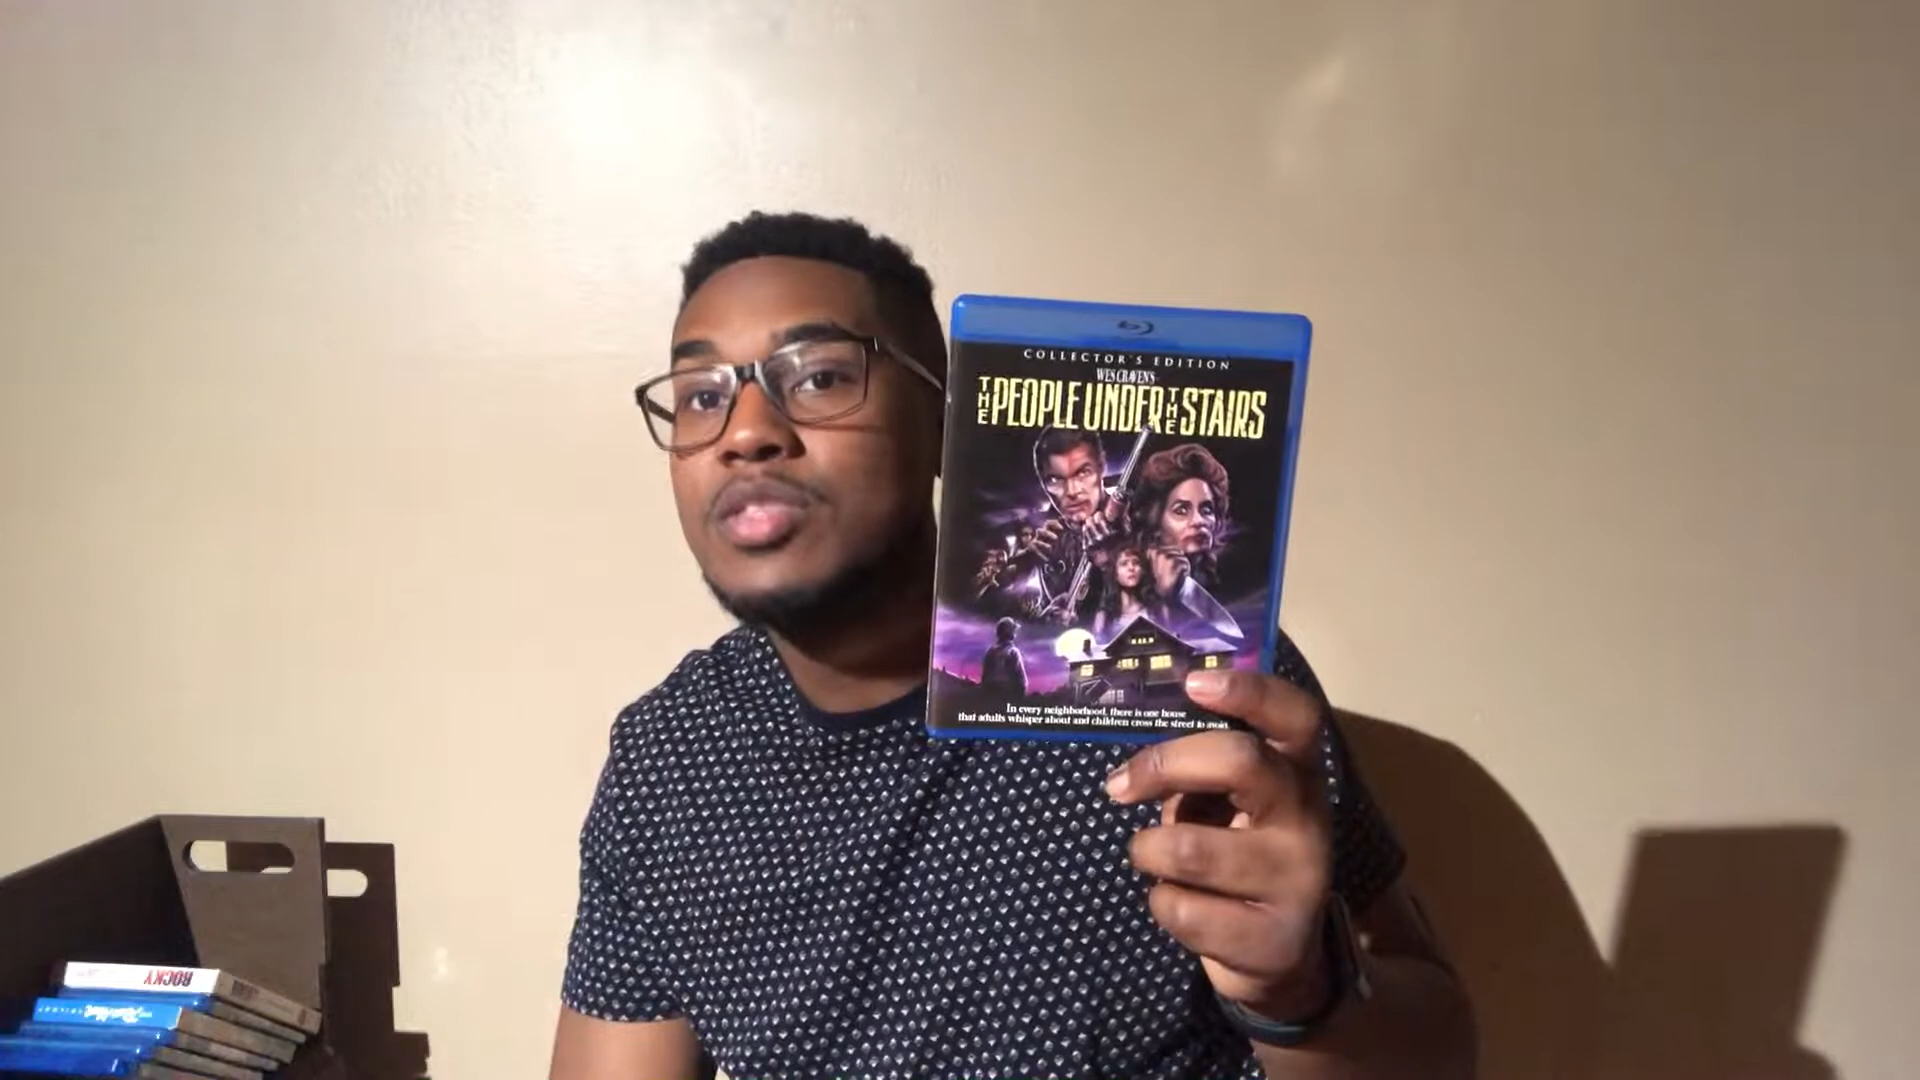 COLLECTOR'S EDITION
WES CRAVEN'S
THE PEOPLE UNDER THE STAIRS
In every neighborhood, there is one house
that adults whisper about and children cross the street to avoid.
ROCKY